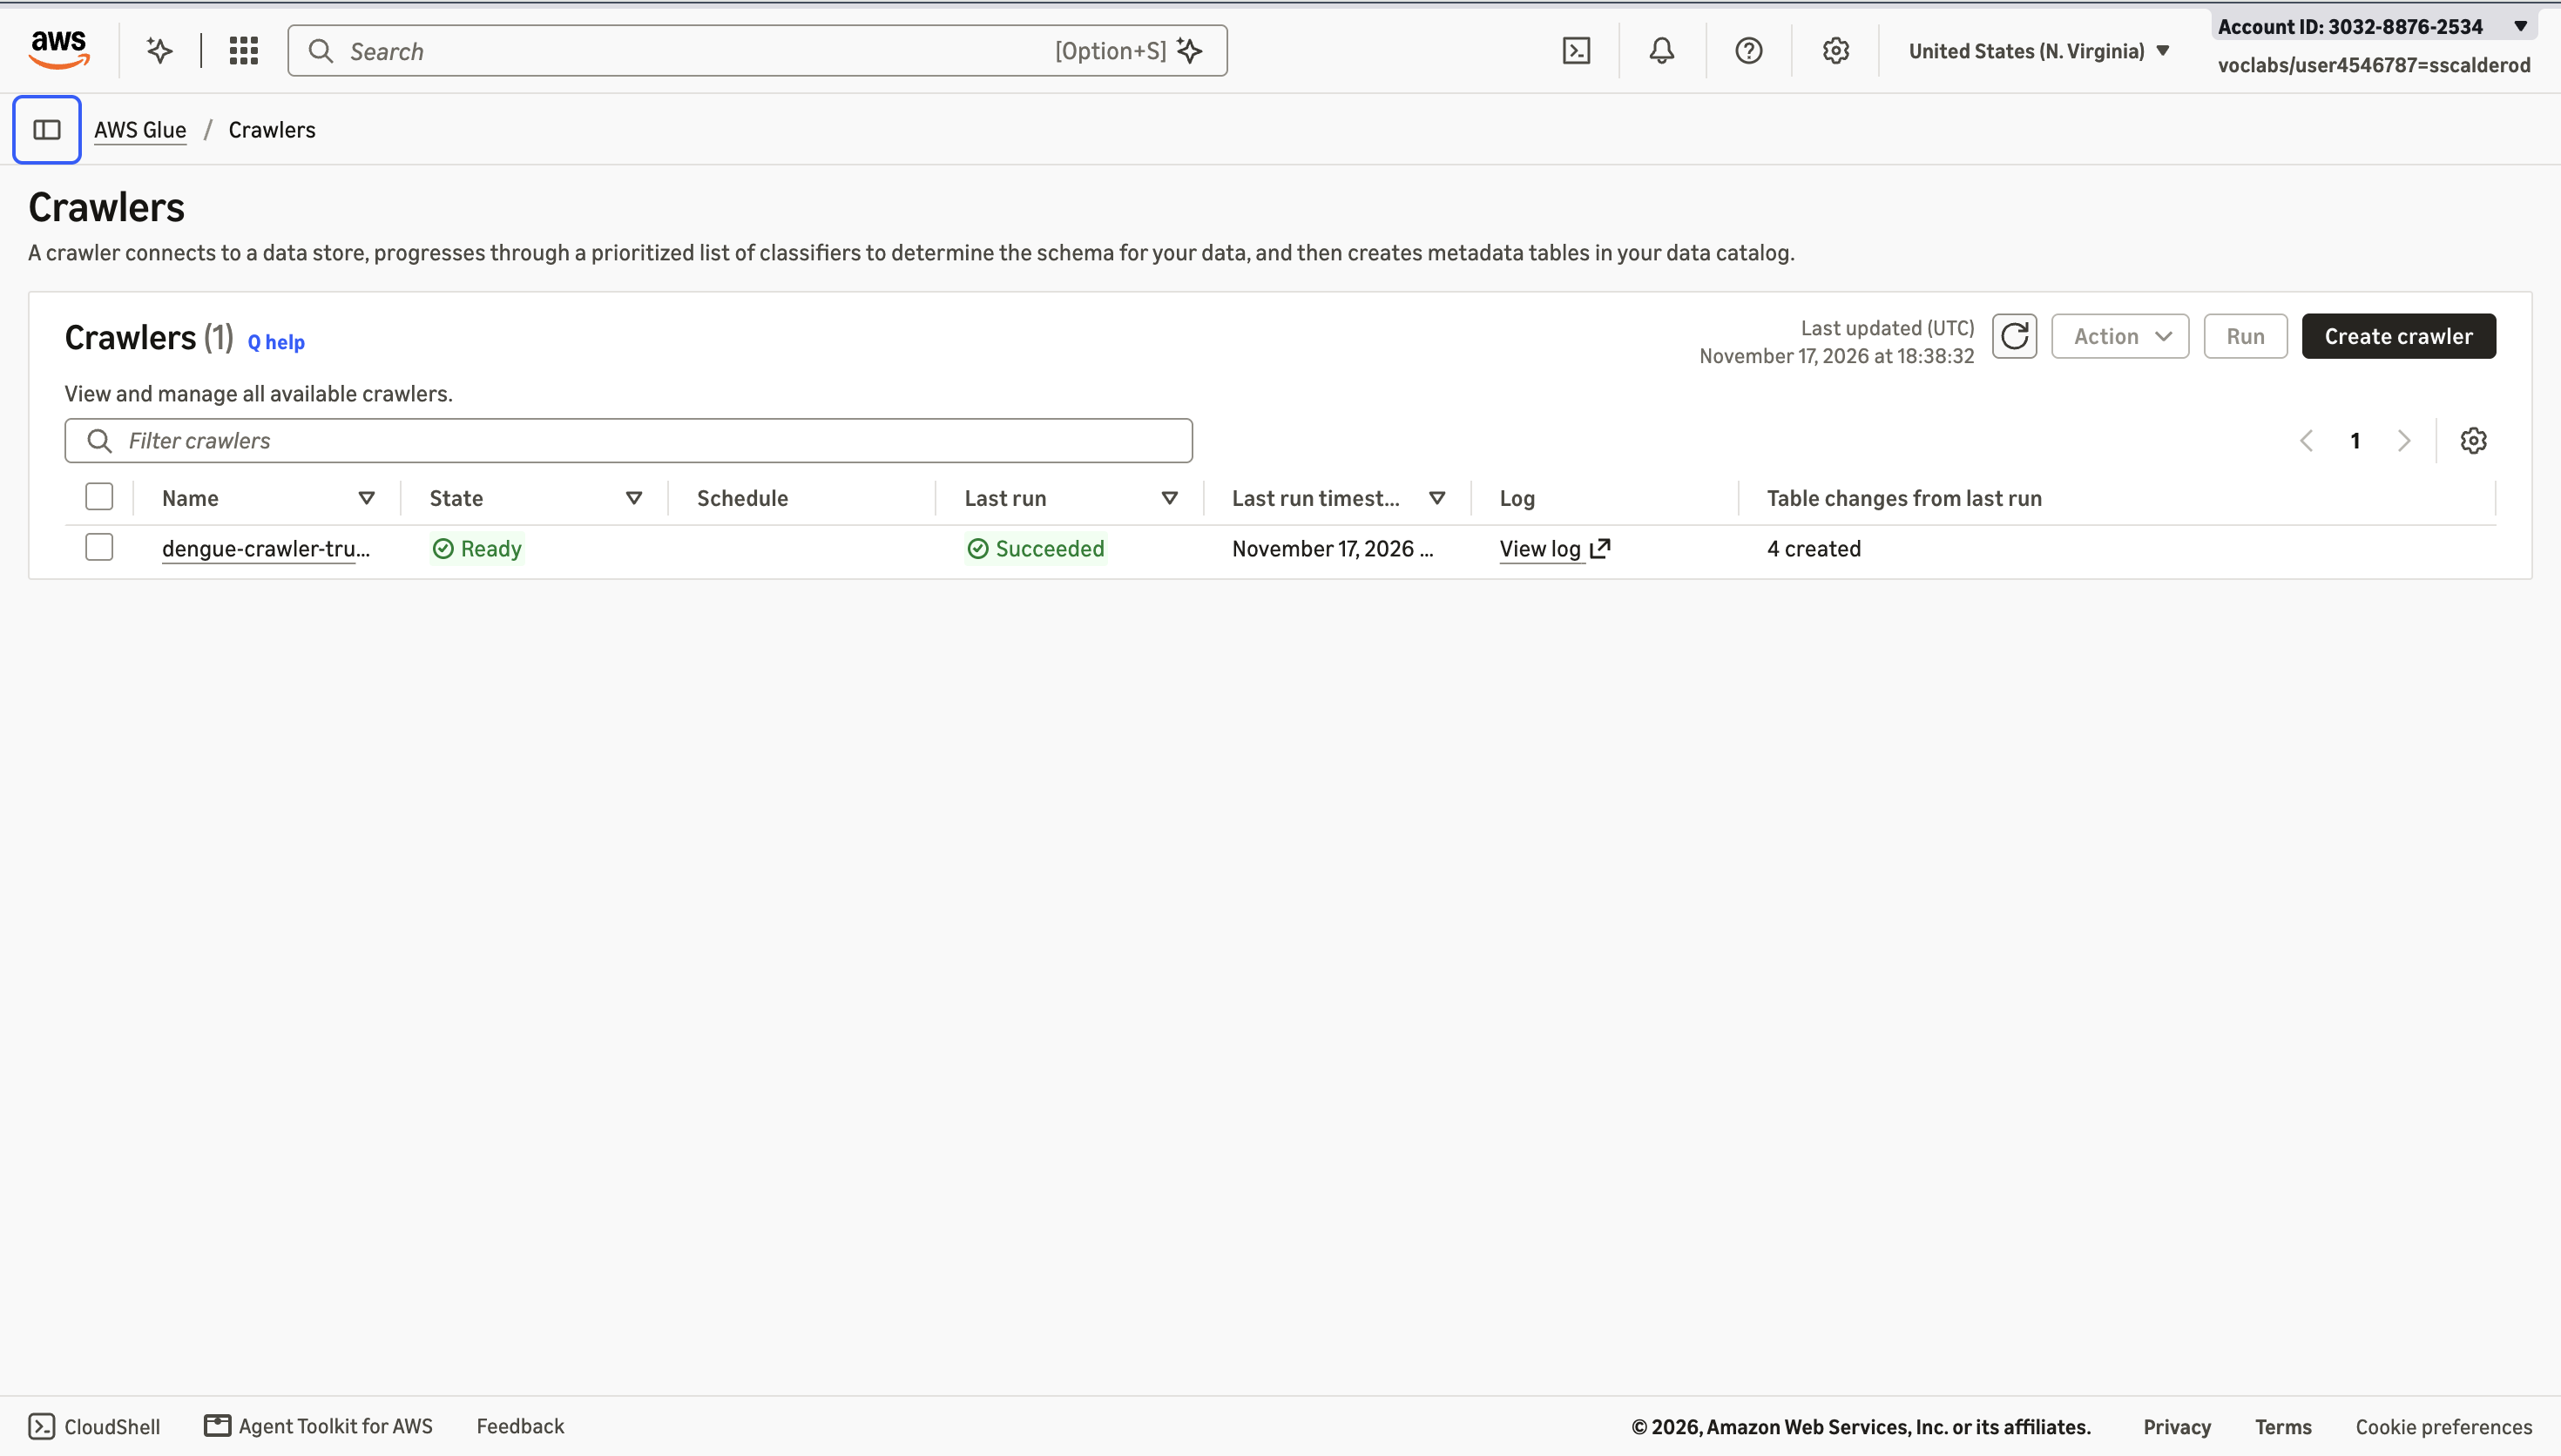 aws
Search [Option+S]
United States (N. Virginia)
Account ID: 3032-8876-2534
voclabs/user4546787=sscalderod
AWS Glue / Crawlers
Crawlers
A crawler connects to a data store, progresses through a prioritized list of classifiers to determine the schema for your data, and then creates metadata tables in your data catalog.
Crawlers (1) Q help
Last updated (UTC)
November 17, 2026 at 18:38:32
Action Run Create crawler
View and manage all available crawlers.
Filter crawlers
1
Name State Schedule Last run Last run timest... Log Table changes from last run
dengue-crawler-tru... Ready Succeeded November 17, 2026 ... View log 4 created
CloudShell Agent Toolkit for AWS Feedback © 2026, Amazon Web Services, Inc. or its affiliates. Privacy Terms Cookie preferences